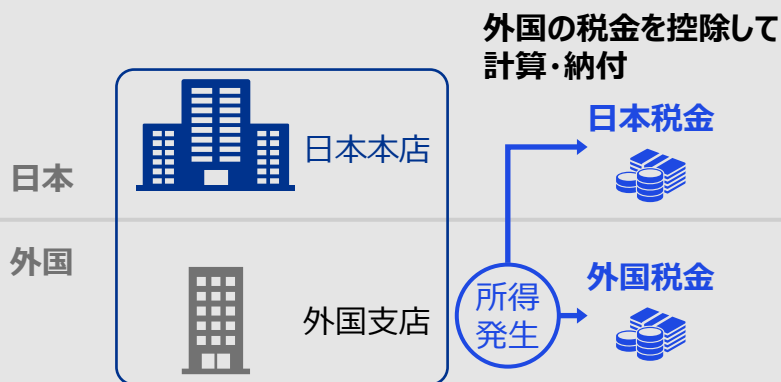 外国の税金を控除して
計算・納付
日本税金
日本本店
日本
外国
外国税金
所得
発生
外国支店